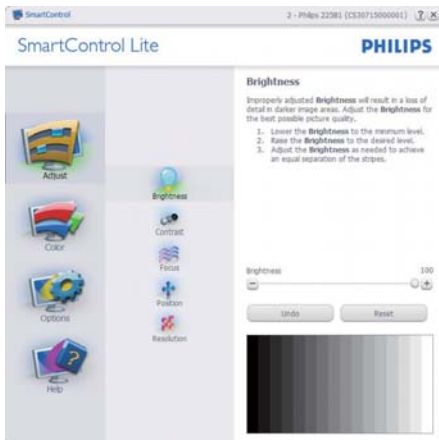 SmartControl
2 - Philips 225B1 (CS30715000001)
SmartControl Lite
PHILIPS
Adjust
Color
Options
Help
Brightness
Contrast
Focus
Position
Resolution
Brightness
Improperly adjusted Brightness will result in a loss of
detail in darker image areas. Adjust the Brightness for
the best possible picture quality.
1. Lower the Brightness to the minimum level.
2. Raise the Brightness to the desired level.
3. Adjust the Brightness as needed to achieve
an equal separation of the stripes.
Brightness 100
Undo Reset